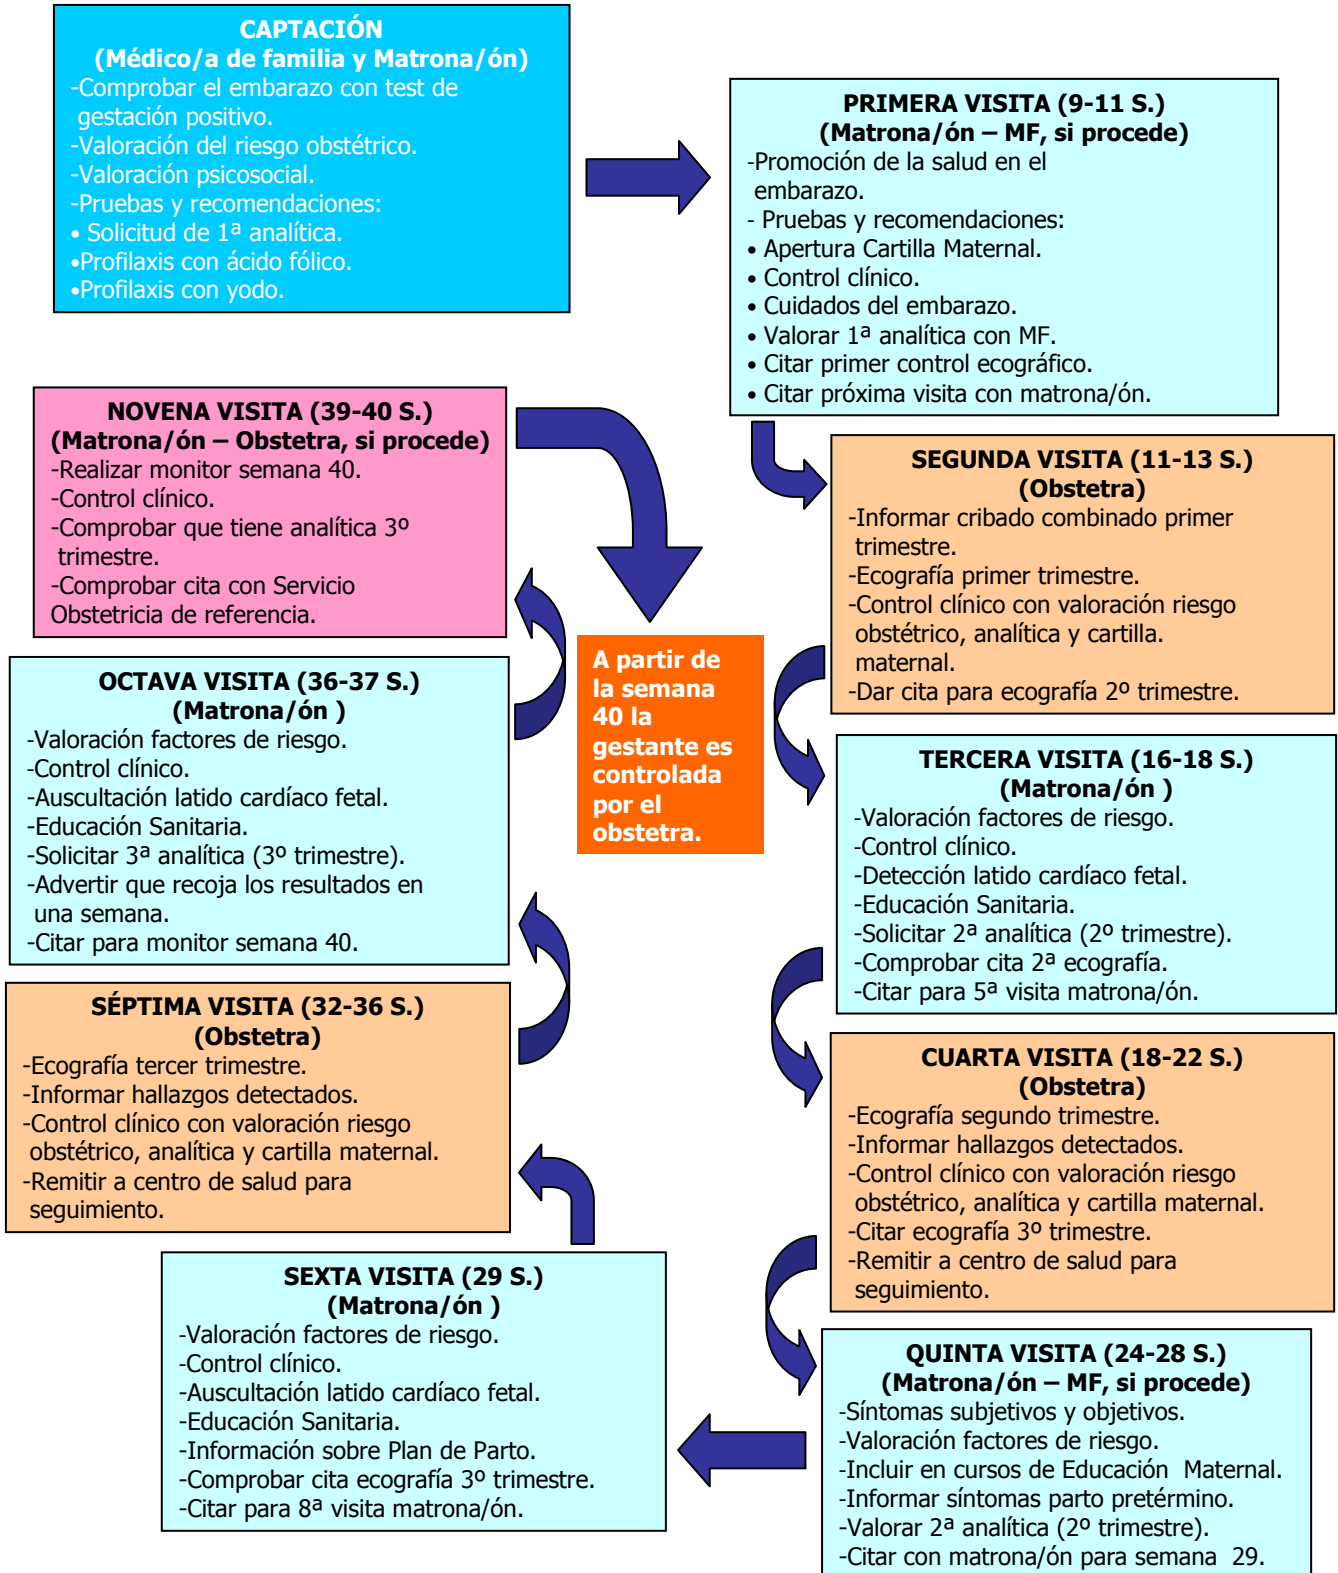 CAPTACIÓN
(Médico/a de familia y Matrona/ón)
-Comprobar el embarazo con test de
gestación positivo.
-Valoración del riesgo obstétrico.
-Valoración psicosocial.
-Pruebas y recomendaciones:
• Solicitud de 1ª analítica.
•Profilaxis con ácido fólico.
•Profilaxis con yodo.
PRIMERA VISITA (9-11 S.)
(Matrona/ón – MF, si procede)
-Promoción de la salud en el
embarazo.
- Pruebas y recomendaciones:
• Apertura Cartilla Maternal.
• Control clínico.
• Cuidados del embarazo.
• Valorar 1ª analítica con MF.
• Citar primer control ecográfico.
• Citar próxima visita con matrona/ón.
SEGUNDA VISITA (11-13 S.)
(Obstetra)
-Informar cribado combinado primer
trimestre.
-Ecografía primer trimestre.
-Control clínico con valoración riesgo
obstétrico, analítica y cartilla.
maternal.
-Dar cita para ecografía 2º trimestre.
TERCERA VISITA (16-18 S.)
(Matrona/ón )
-Valoración factores de riesgo.
-Control clínico.
-Detección latido cardíaco fetal.
-Educación Sanitaria.
-Solicitar 2ª analítica (2º trimestre).
-Comprobar cita 2ª ecografía.
-Citar para 5ª visita matrona/ón.
CUARTA VISITA (18-22 S.)
(Obstetra)
-Ecografía segundo trimestre.
-Informar hallazgos detectados.
-Control clínico con valoración riesgo
obstétrico, analítica y cartilla maternal.
-Citar ecografía 3º trimestre.
-Remitir a centro de salud para
seguimiento.
QUINTA VISITA (24-28 S.)
(Matrona/ón – MF, si procede)
-Síntomas subjetivos y objetivos.
-Valoración factores de riesgo.
-Incluir en cursos de Educación  Maternal.
-Informar síntomas parto pretérmino.
-Valorar 2ª analítica (2º trimestre).
-Citar con matrona/ón para semana  29.
SEXTA VISITA (29 S.)
(Matrona/ón )
-Valoración factores de riesgo.
-Control clínico.
-Auscultación latido cardíaco fetal.
-Educación Sanitaria.
-Información sobre Plan de Parto.
-Comprobar cita ecografía 3º trimestre.
-Citar para 8ª visita matrona/ón.
SÉPTIMA VISITA (32-36 S.)
(Obstetra)
-Ecografía tercer trimestre.
-Informar hallazgos detectados.
-Control clínico con valoración riesgo
obstétrico, analítica y cartilla maternal.
-Remitir a centro de salud para
seguimiento.
OCTAVA VISITA (36-37 S.)
(Matrona/ón )
-Valoración factores de riesgo.
-Control clínico.
-Auscultación latido cardíaco fetal.
-Educación Sanitaria.
-Solicitar 3ª analítica (3º trimestre).
-Advertir que recoja los resultados en
una semana.
-Citar para monitor semana 40.
NOVENA VISITA (39-40 S.)
(Matrona/ón – Obstetra, si procede)
-Realizar monitor semana 40.
-Control clínico.
-Comprobar que tiene analítica 3º
trimestre.
-Comprobar cita con Servicio
Obstetricia de referencia.
A partir de
la semana
40 la
gestante es
controlada
por el
obstetra.